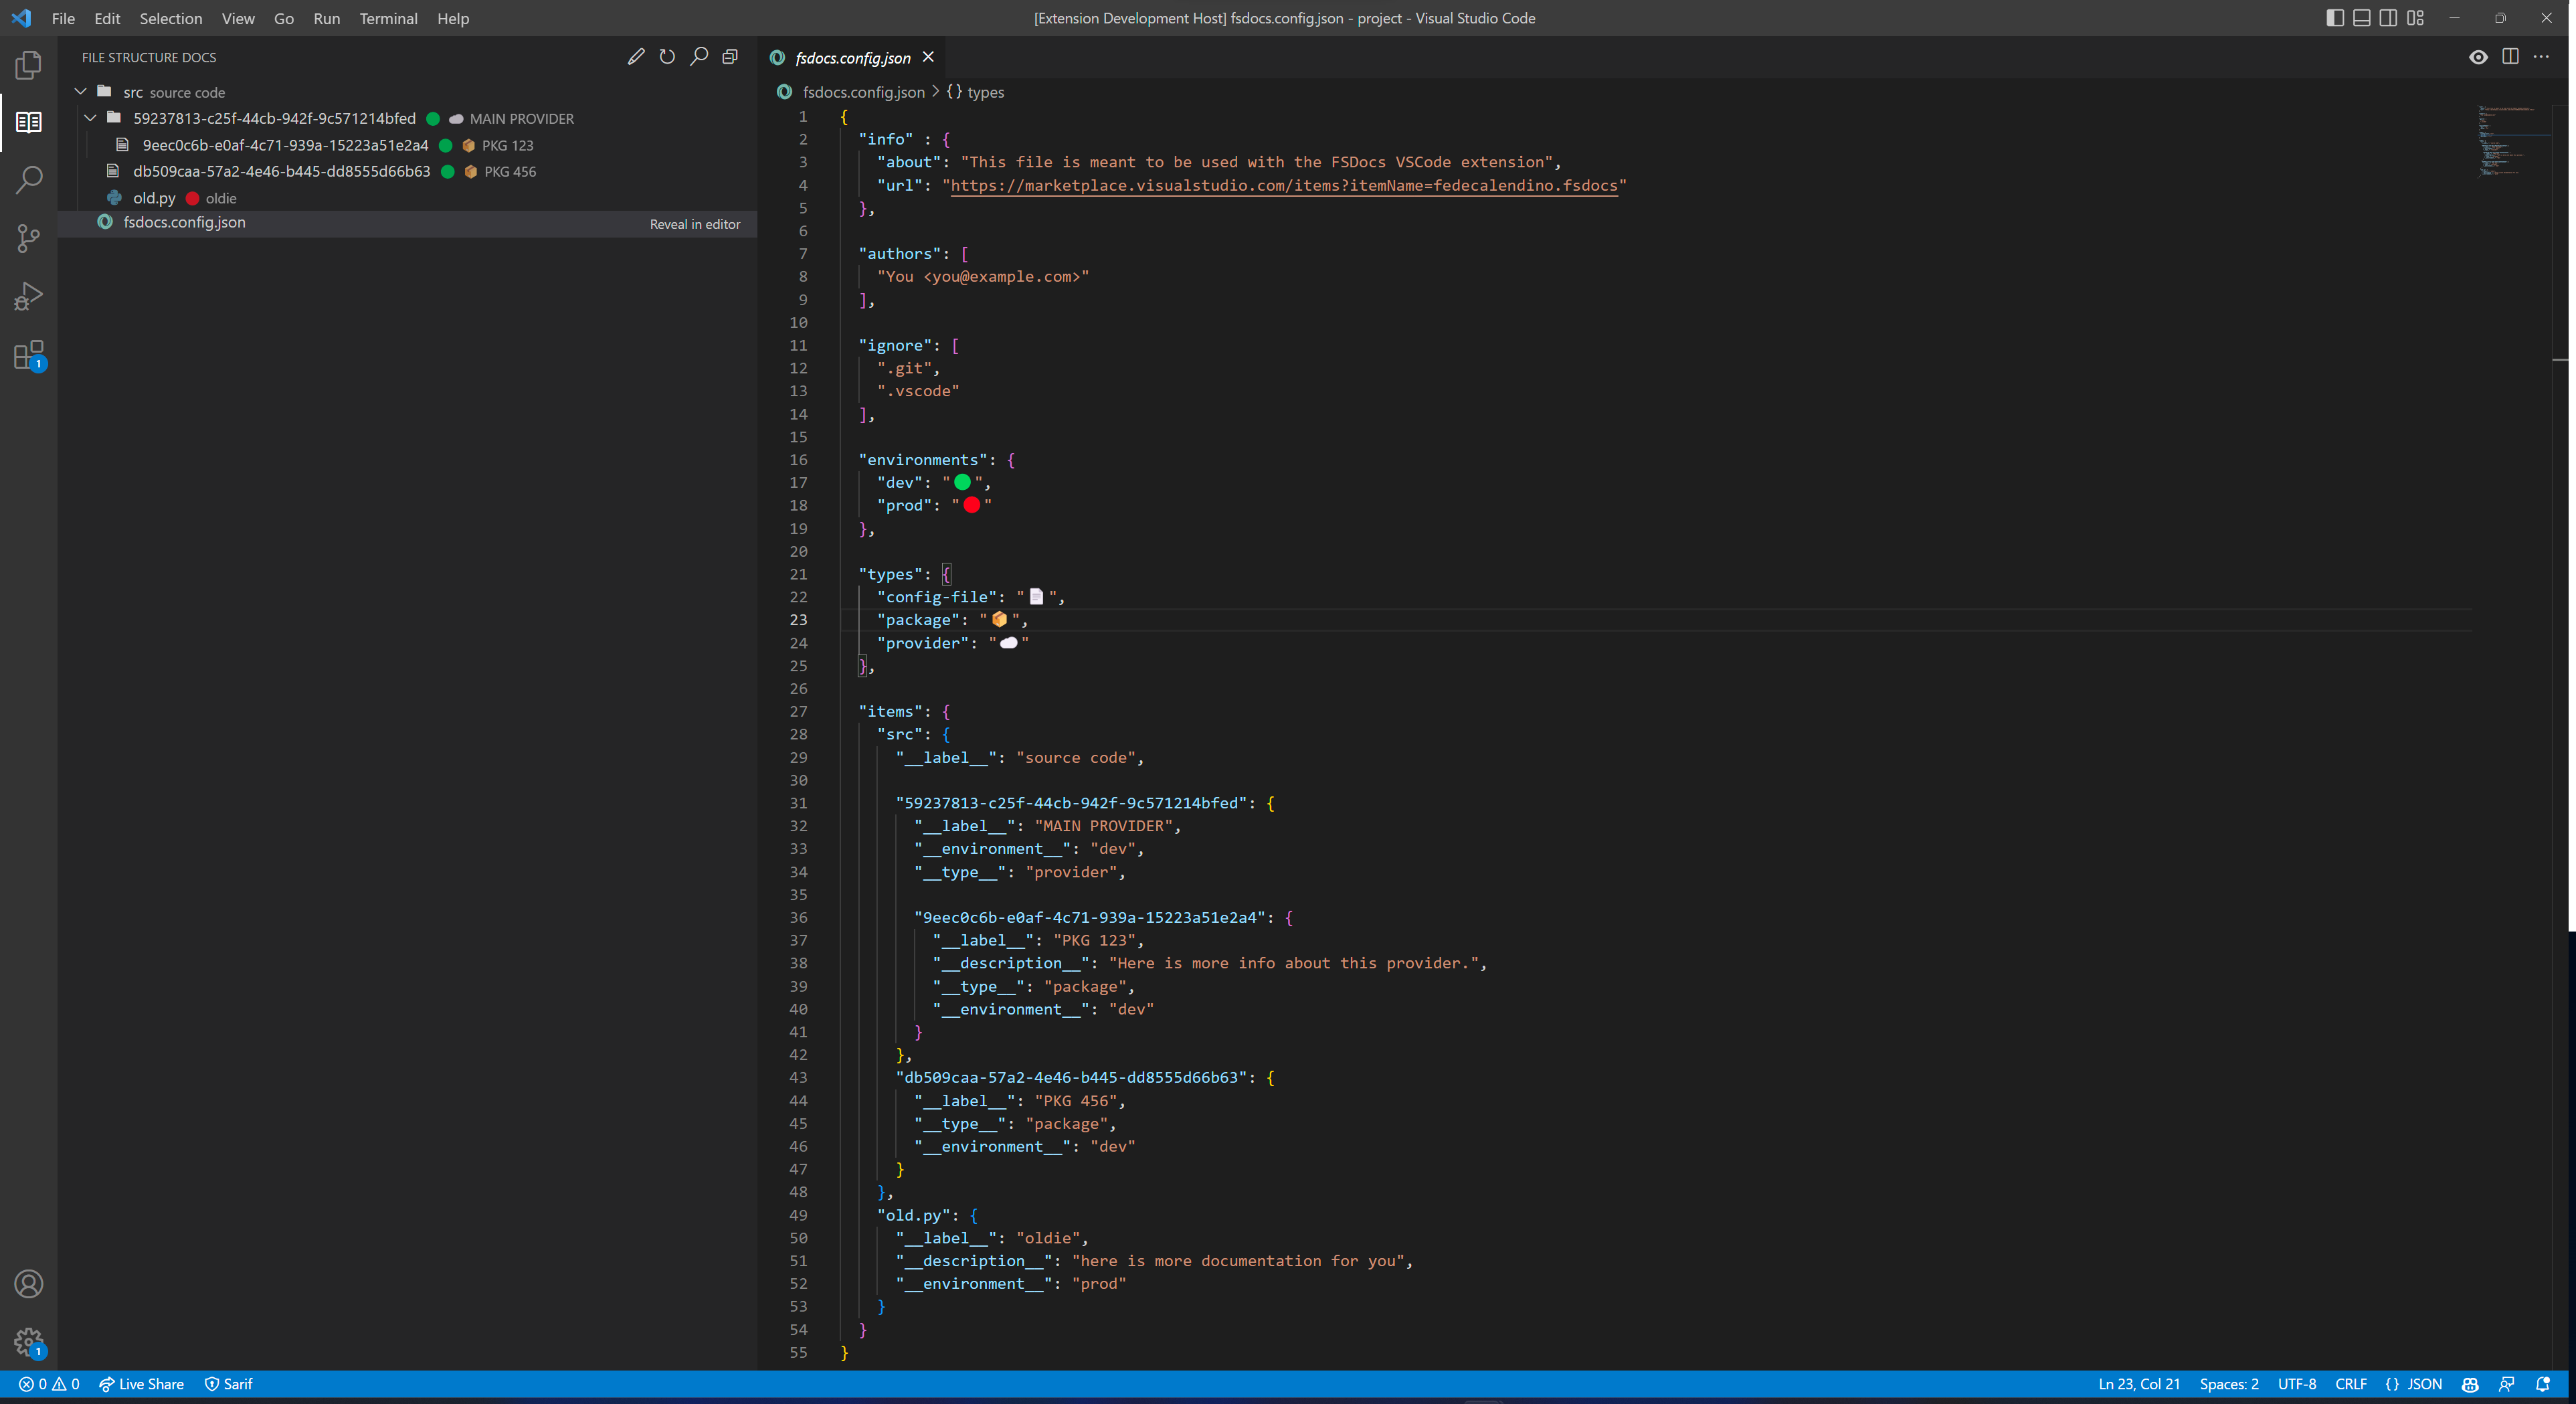 File Edit Selection View Go Run Terminal Help
[Extension Development Host] fsdocs.config.json - project - Visual Studio Code
FILE STRUCTURE DOCS
src source code
59237813-c25f-44cb-942f-9c571214bfed 🟢 ☁ MAIN PROVIDER
9eec0c6b-e0af-4c71-939a-15223a51e2a4 🟢 📦 PKG 123
db509caa-57a2-4e46-b445-dd8555d66b63 🟢 📦 PKG 456
old.py 🔴 oldie
fsdocs.config.json Reveal in editor
1
1
fsdocs.config.json
fsdocs.config.json > {} types
1 {
2 "info" : {
3 "about": "This file is meant to be used with the FSDocs VSCode extension",
4 "url": "https://marketplace.visualstudio.com/items?itemName=fedecalendino.fsdocs"
5 },
6
7 "authors": [
8 "You <you@example.com>"
9 ],
10
11 "ignore": [
12 ".git",
13 ".vscode"
14 ],
15
16 "environments": {
17 "dev": "🟢",
18 "prod": "🔴"
19 },
20
21 "types": {
22 "config-file": "📄",
23 "package": "📦",
24 "provider": "☁"
25 },
26
27 "items": {
28 "src": {
29 "__label__": "source code",
30
31 "59237813-c25f-44cb-942f-9c571214bfed": {
32 "__label__": "MAIN PROVIDER",
33 "__environment__": "dev",
34 "__type__": "provider",
35
36 "9eec0c6b-e0af-4c71-939a-15223a51e2a4": {
37 "__label__": "PKG 123",
38 "__description__": "Here is more info about this provider.",
39 "__type__": "package",
40 "__environment__": "dev"
41 }
42 },
43 "db509caa-57a2-4e46-b445-dd8555d66b63": {
44 "__label__": "PKG 456",
45 "__type__": "package",
46 "__environment__": "dev"
47 }
48 },
49 "old.py": {
50 "__label__": "oldie",
51 "__description__": "here is more documentation for you",
52 "__environment__": "prod"
53 }
54 }
55 }
0 0 Live Share Sarif
Ln 23, Col 21 Spaces: 2 UTF-8 CRLF {} JSON